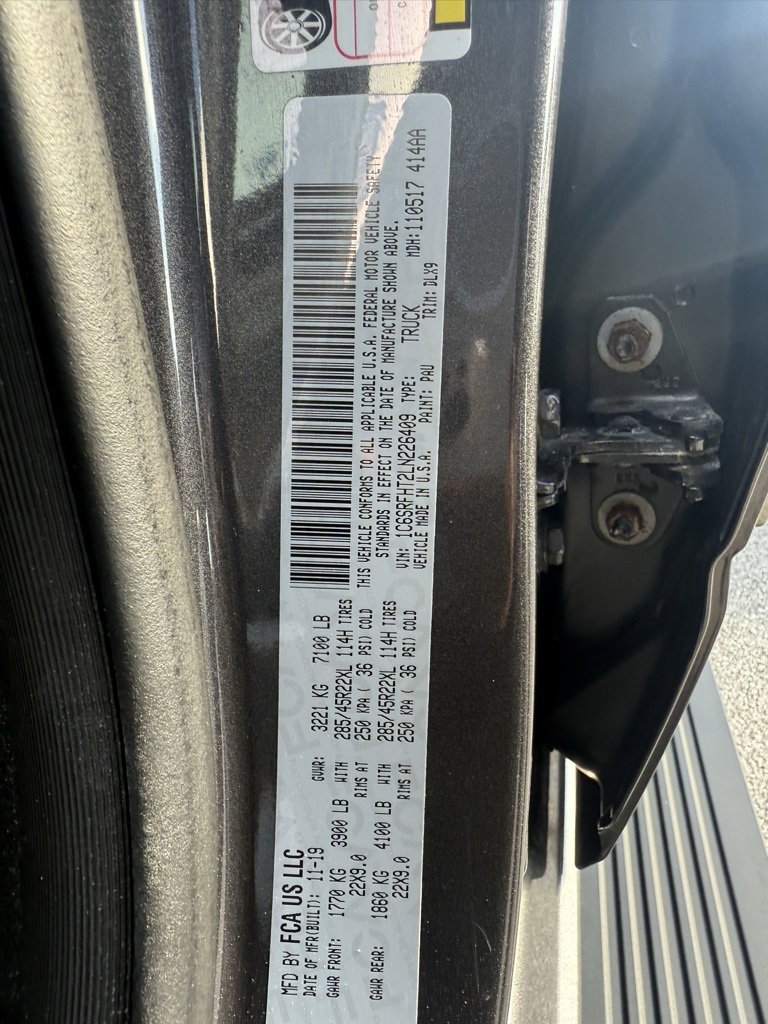 MFD BY FCA US LLC
DATE OF MFR(BUILT): 11-19 GVWR: 3221 KG 7100 LB
GAWR FRONT: 1770 KG 3900 LB WITH 285/45R22XL 114H TIRES
22X9.0 RIMS AT 250 KPA ( 36 PSI) COLD
GAWR REAR: 1860 KG 4100 LB WITH 285/45R22XL 114H TIRES
22X9.0 RIMS AT 250 KPA ( 36 PSI) COLD
THIS VEHICLE CONFORMS TO ALL APPLICABLE U.S.A. FEDERAL MOTOR VEHICLE SAFETY
STANDARDS IN EFFECT ON THE DATE OF MANUFACTURE SHOWN ABOVE.
VIN: 1C6SRFHT2LN226409 TYPE: TRUCK MDH: 110517 414AA
VEHICLE MADE IN U.S.A. PAINT: PAU TRIM: DLX9